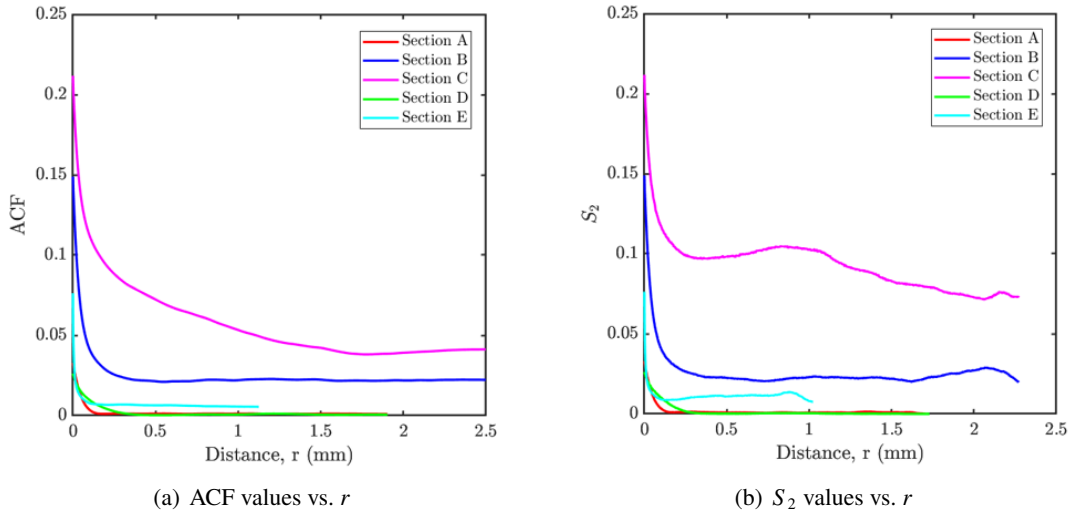 0.25
0.2
0.15
0.1
0.05
0
ACF
0 0.5 1 1.5 2 2.5
Distance, r (mm)
Section A
Section B
Section C
Section D
Section E
(a) ACF values vs. r
0.25
0.2
0.15
0.1
0.05
0
S₂
0 0.5 1 1.5 2 2.5
Distance, r (mm)
Section A
Section B
Section C
Section D
Section E
(b) S₂ values vs. r